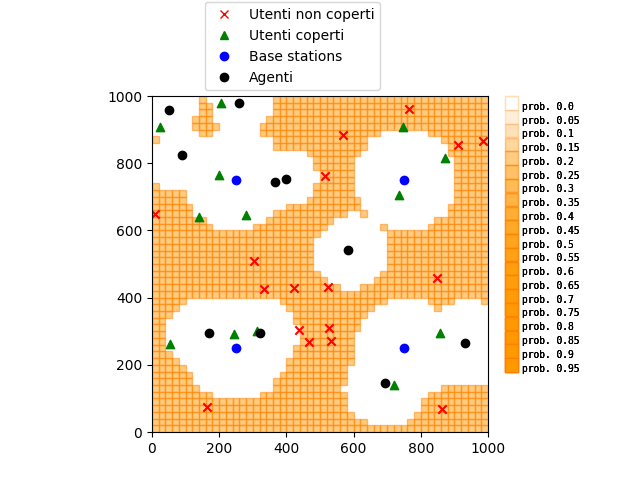 Utenti non coperti
Utenti coperti
Base stations
Agenti
1000
800
600
400
200
0
0
200
400
600
800
1000
prob. 0.0
prob. 0.05
prob. 0.1
prob. 0.15
prob. 0.2
prob. 0.25
prob. 0.3
prob. 0.35
prob. 0.4
prob. 0.45
prob. 0.5
prob. 0.55
prob. 0.6
prob. 0.65
prob. 0.7
prob. 0.75
prob. 0.8
prob. 0.85
prob. 0.9
prob. 0.95